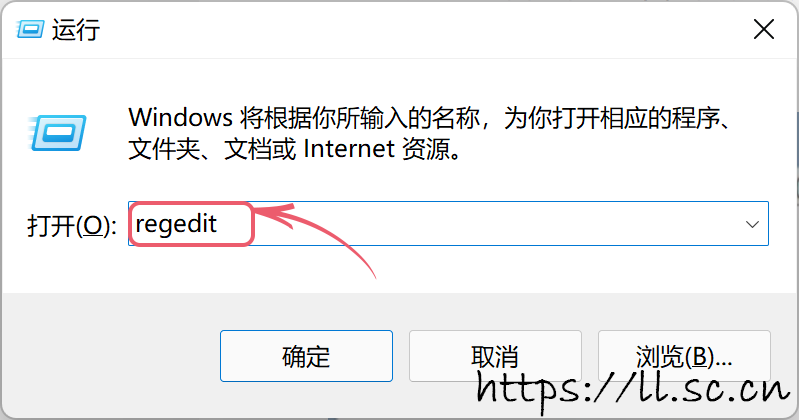 运行
Windows 将根据你所输入的名称，为你打开相应的程序、
文件夹、文档或 Internet 资源。
打开(O): regedit
确定 取消 浏览(B)...
https://ll.sc.cn